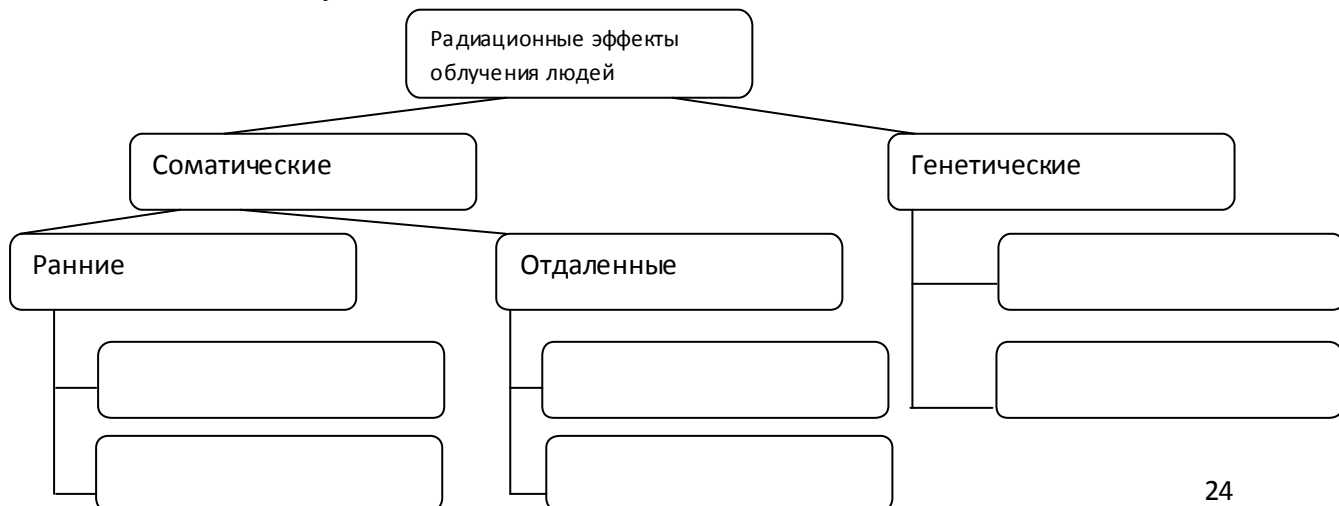 Радиационные эффекты
облучения людей
Соматические
Генетические
Ранние
Отдаленные
24